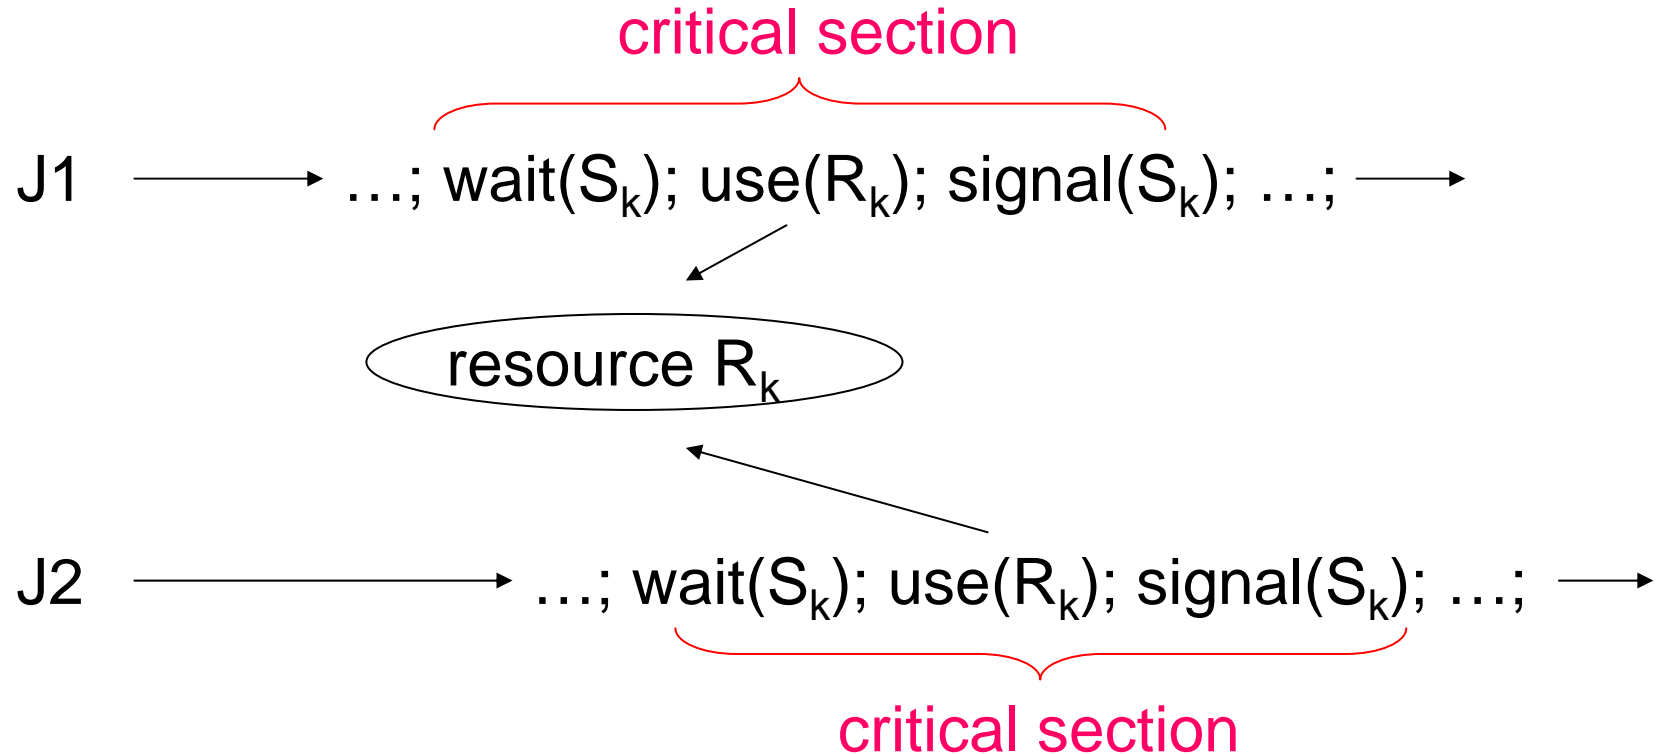 critical section
J1 …; wait(Sₖ); use(Rₖ); signal(Sₖ); …;
resource Rₖ
J2 …; wait(Sₖ); use(Rₖ); signal(Sₖ); …;
critical section